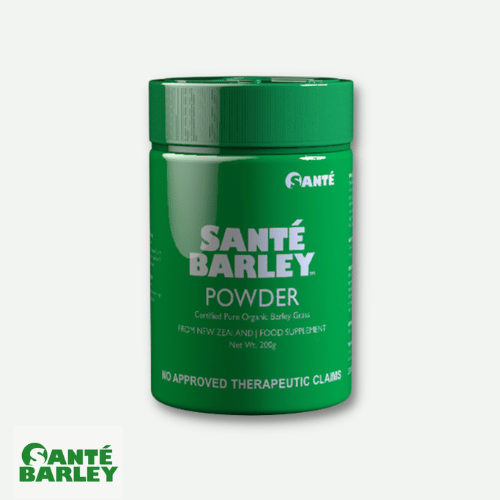 SANTÉ
SANTÉ
BARLEY™
POWDER
Certified Pure Organic Barley Grass
FROM NEW ZEALAND | FOOD SUPPLEMENT
Net Wt. 200g
NO APPROVED THERAPEUTIC CLAIMS
SANTÉ
BARLEY